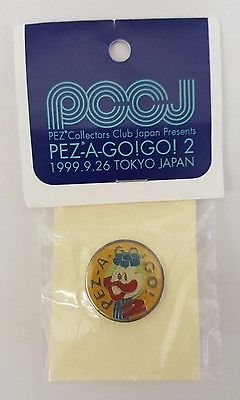 PCCJ
PEZ® Collectors Club Japan Presents
PEZ®-A-GO!GO! 2
1999.9.26 TOKYO JAPAN
PEZ-A-GO!GO!